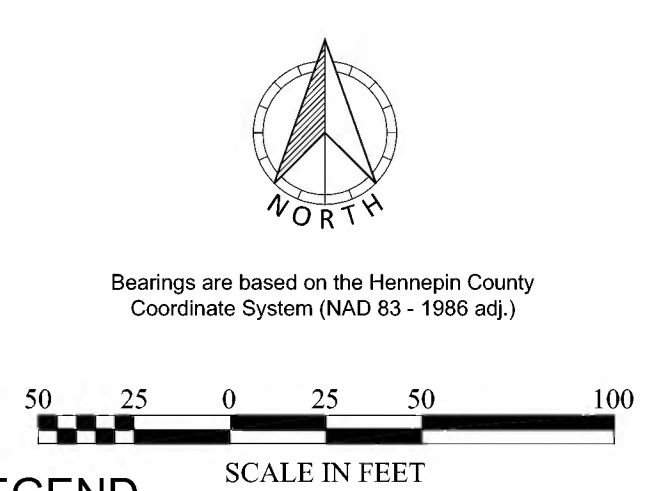 NORTH
Bearings are based on the Hennepin County
Coordinate System (NAD 83 - 1986 adj.)
50 25 0 25 50 100
SCALE IN FEET